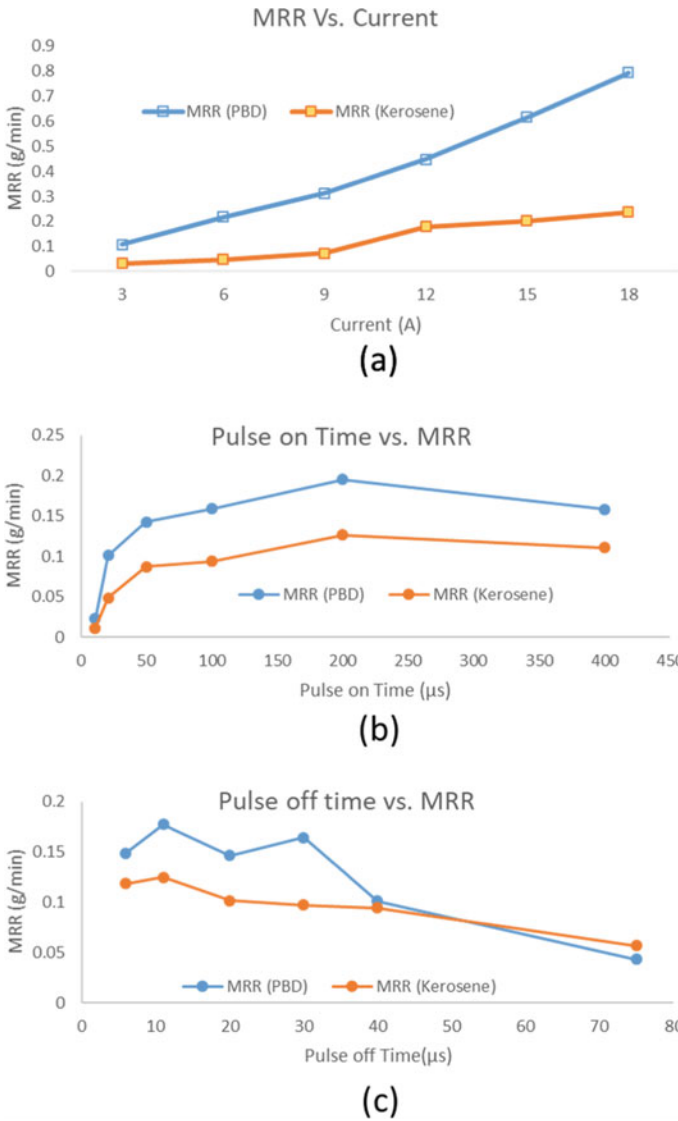 MRR Vs. Current
0.9
0.8
0.7
0.6
0.5
0.4
0.3
0.2
0.1
0
MRR (g/min)
MRR (PBD) MRR (Kerosene)
3 6 9 12 15 18
Current (A)
(a)
Pulse on Time vs. MRR
0.25
0.2
0.15
0.1
0.05
0
MRR (g/min)
MRR (PBD) MRR (Kerosene)
0 50 100 150 200 250 300 350 400 450
Pulse on Time (µs)
(b)
Pulse off time vs. MRR
0.2
0.15
0.1
0.05
0
MRR (g/min)
MRR (PBD) MRR (Kerosene)
0 10 20 30 40 50 60 70 80
Pulse off Time(µs)
(c)